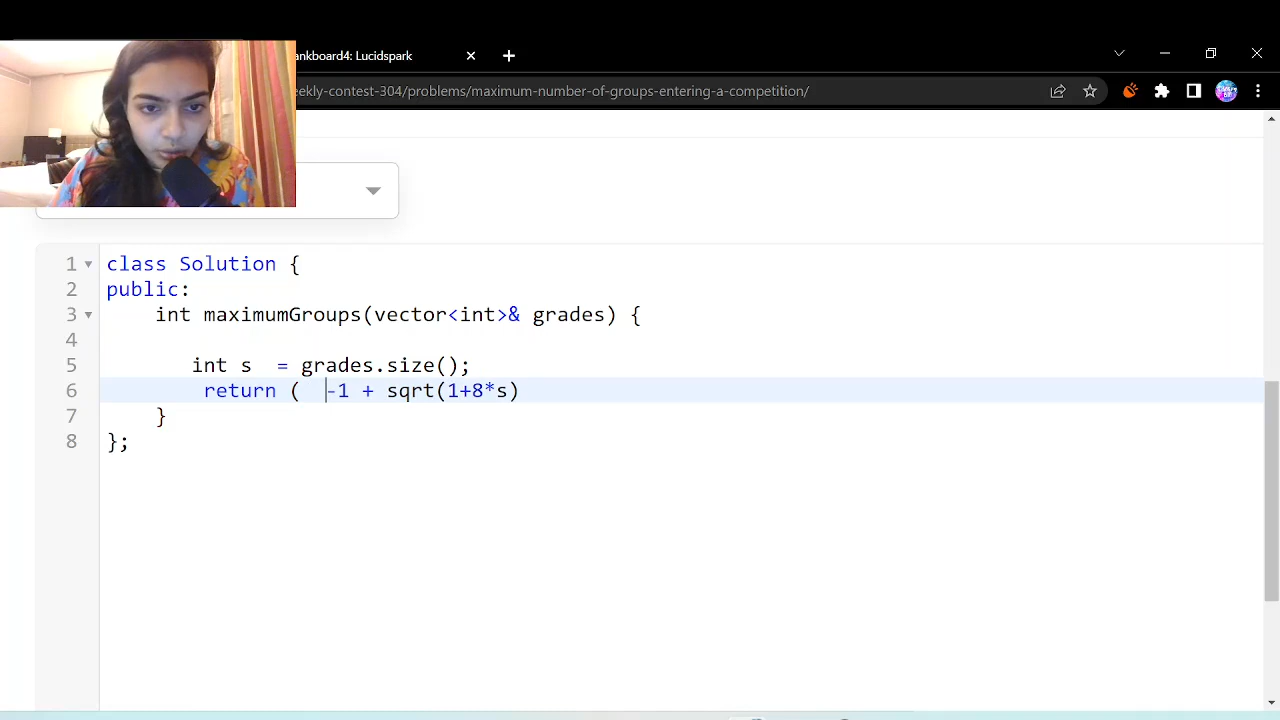 ankboard4: Lucidspark
eekly-contest-304/problems/maximum-number-of-groups-entering-a-competition/
1 class Solution {
2 public:
3 int maximumGroups(vector<int>& grades) {
4
5 int s  = grades.size();
6 return (  -1 + sqrt(1+8*s)
7 }
8 };